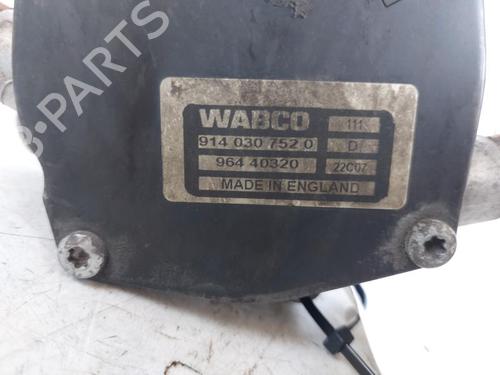 WABCO 111
914 030 752 0 D
964 40320 22C07
MADE IN ENGLAND
B-PARTS